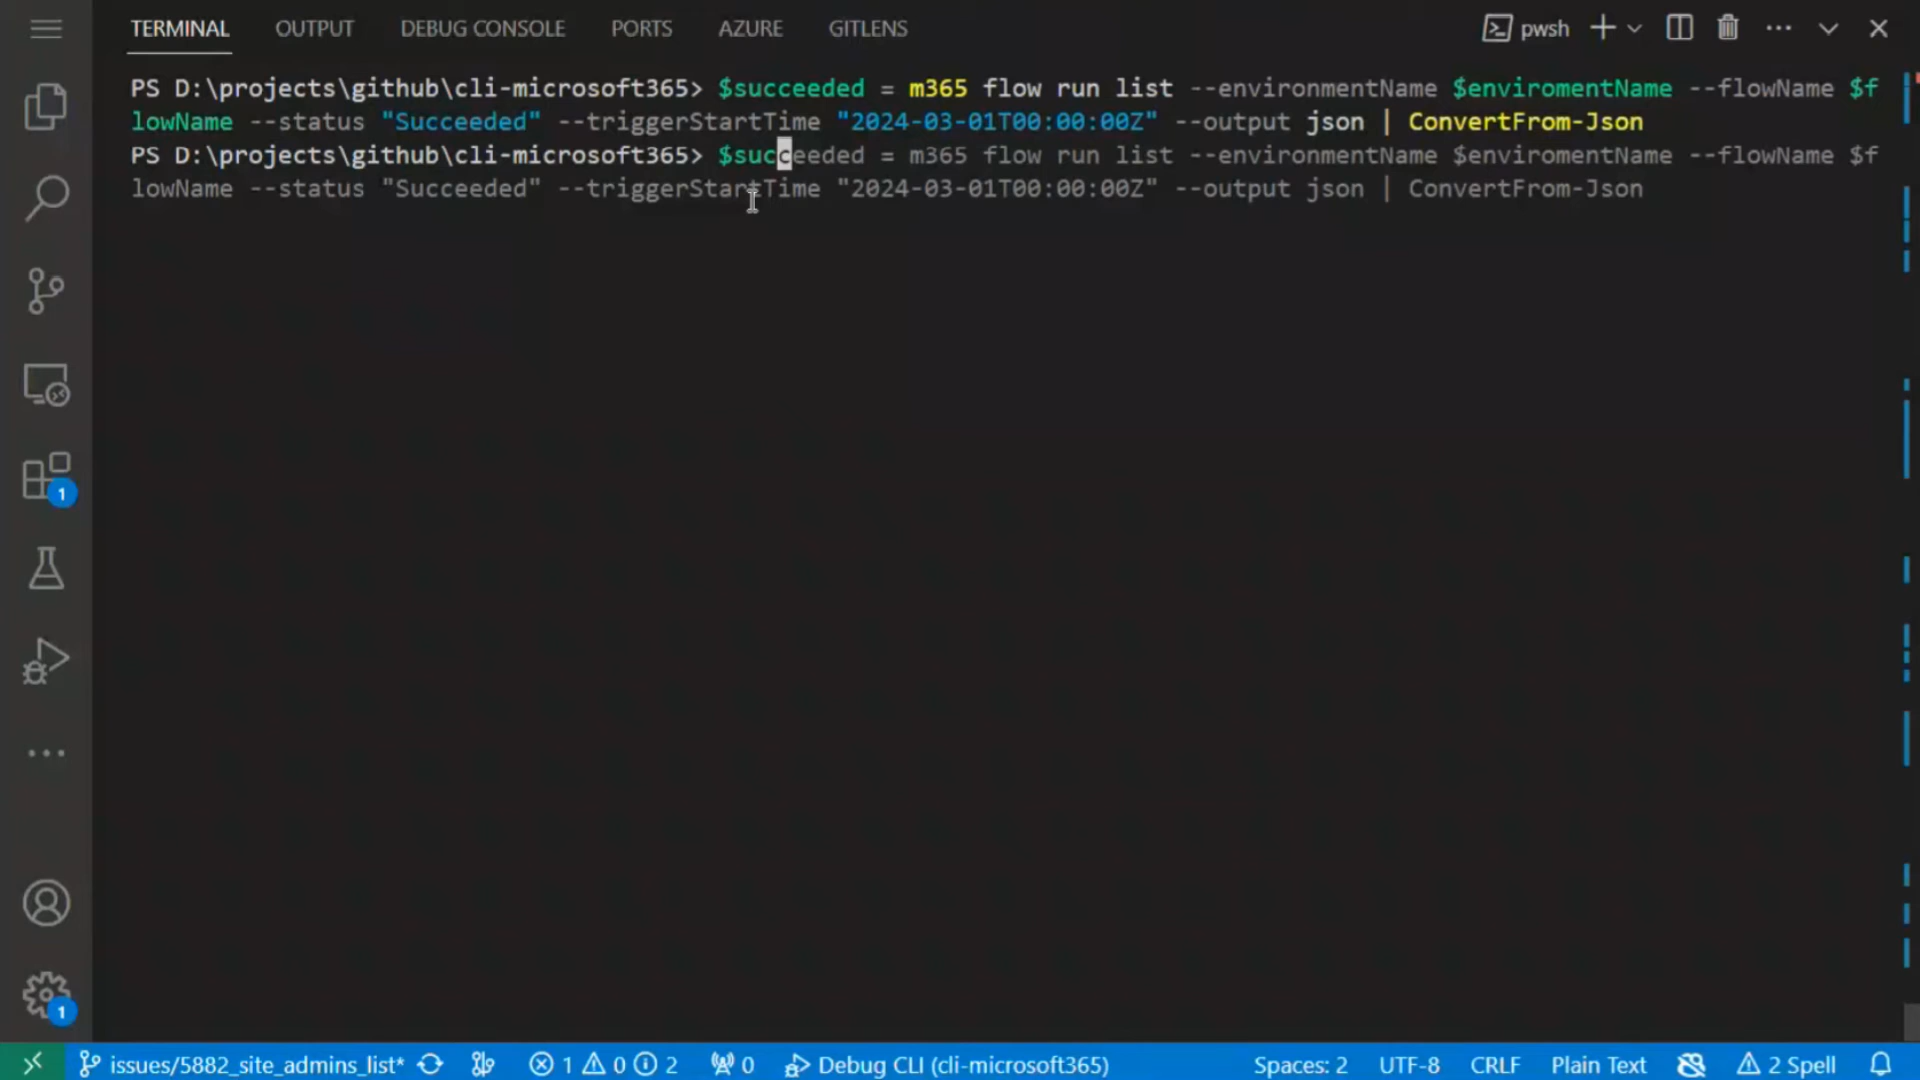 TERMINAL OUTPUT DEBUG CONSOLE PORTS AZURE GITLENS pwsh
PS D:\projects\github\cli-microsoft365> $succeeded = m365 flow run list --environmentName $enviromentName --flowName $f
lowName --status "Succeeded" --triggerStartTime "2024-03-01T00:00:00Z" --output json | ConvertFrom-Json
PS D:\projects\github\cli-microsoft365> $succeeded = m365 flow run list --environmentName $enviromentName --flowName $f
lowName --status "Succeeded" --triggerStartTime "2024-03-01T00:00:00Z" --output json | ConvertFrom-Json
1
1
issues/5882_site_admins_list* 1 0 2 0 Debug CLI (cli-microsoft365) Spaces: 2 UTF-8 CRLF Plain Text 2 Spell